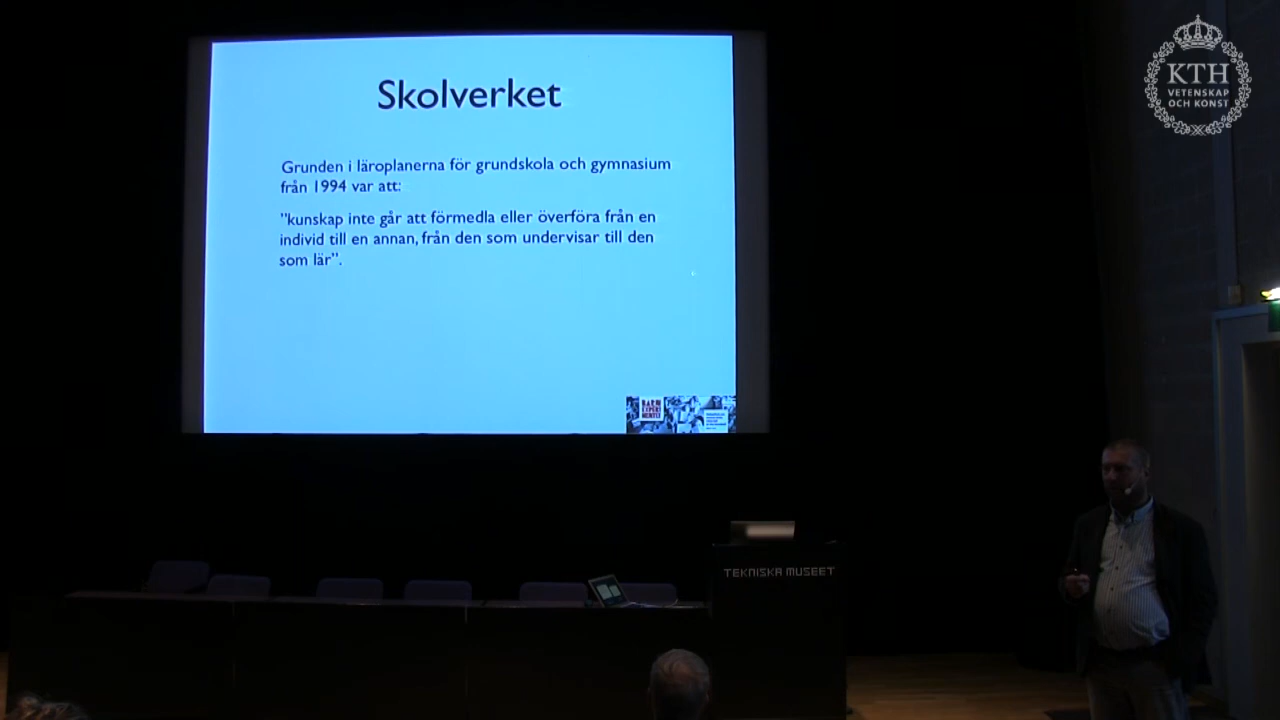 Skolverket
Grunden i läroplanerna för grundskola och gymnasium
från 1994 var att:
"kunskap inte går att förmedla eller överföra från en
individ till en annan, från den som undervisar till den
som lär".
KTH
VETENSKAP
OCH KONST
TEKNISKA MUSEET